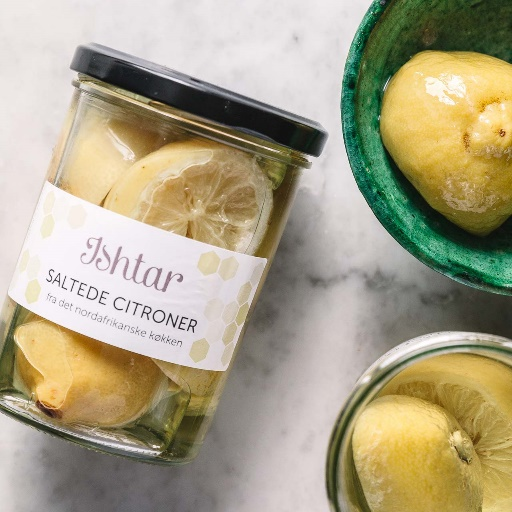 Ishtar
SALTEDE CITRONER
fra det nordafrikanske køkken